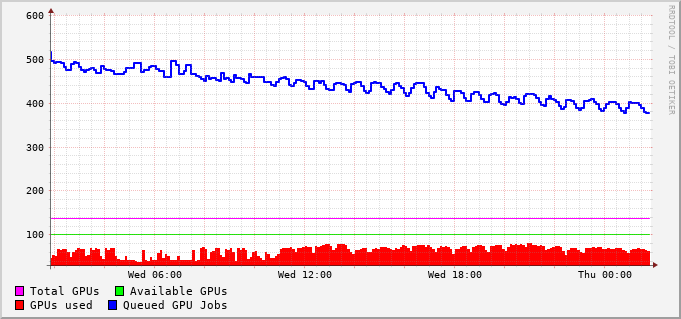 600
500
400
300
200
100
Wed 06:00
Wed 12:00
Wed 18:00
Thu 00:00
RRDTOOL / TOBI OETIKER
Total GPUs
Available GPUs
GPUs used
Queued GPU Jobs